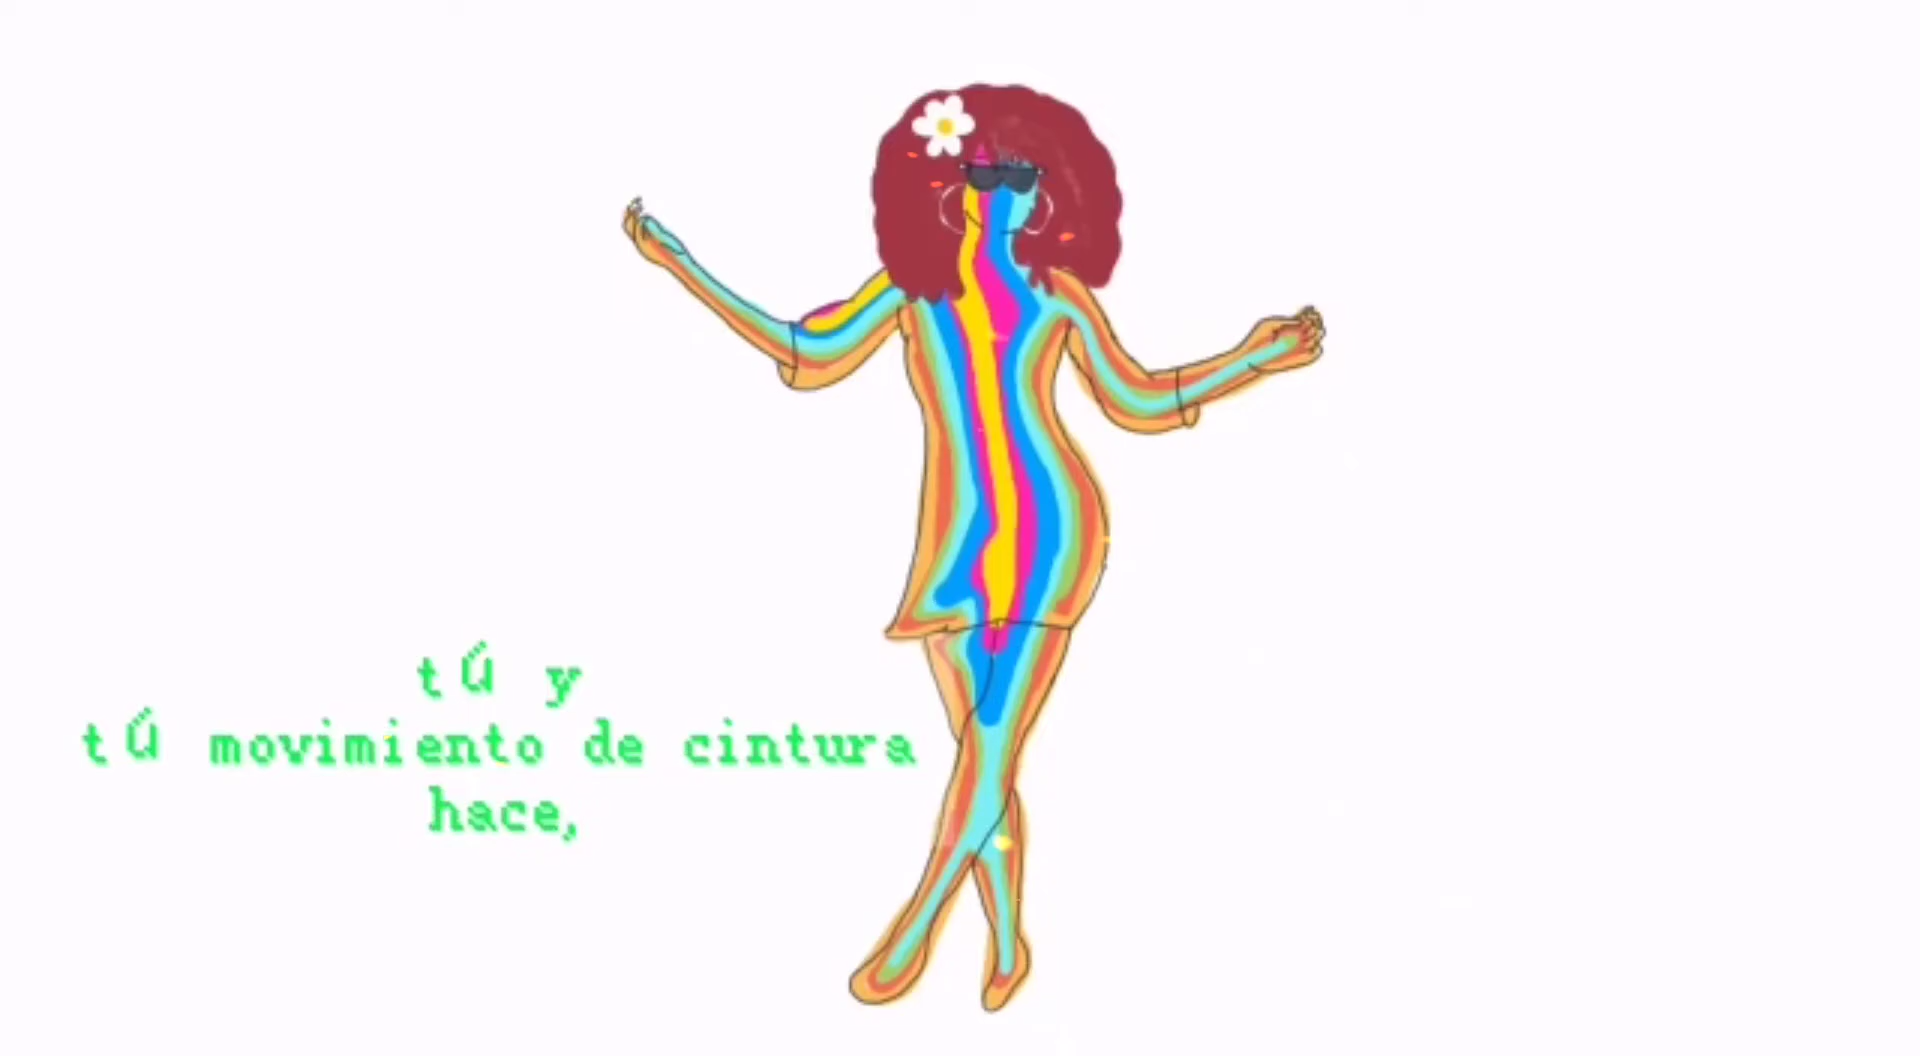 tú y
tú movimiento de cintura
hace,